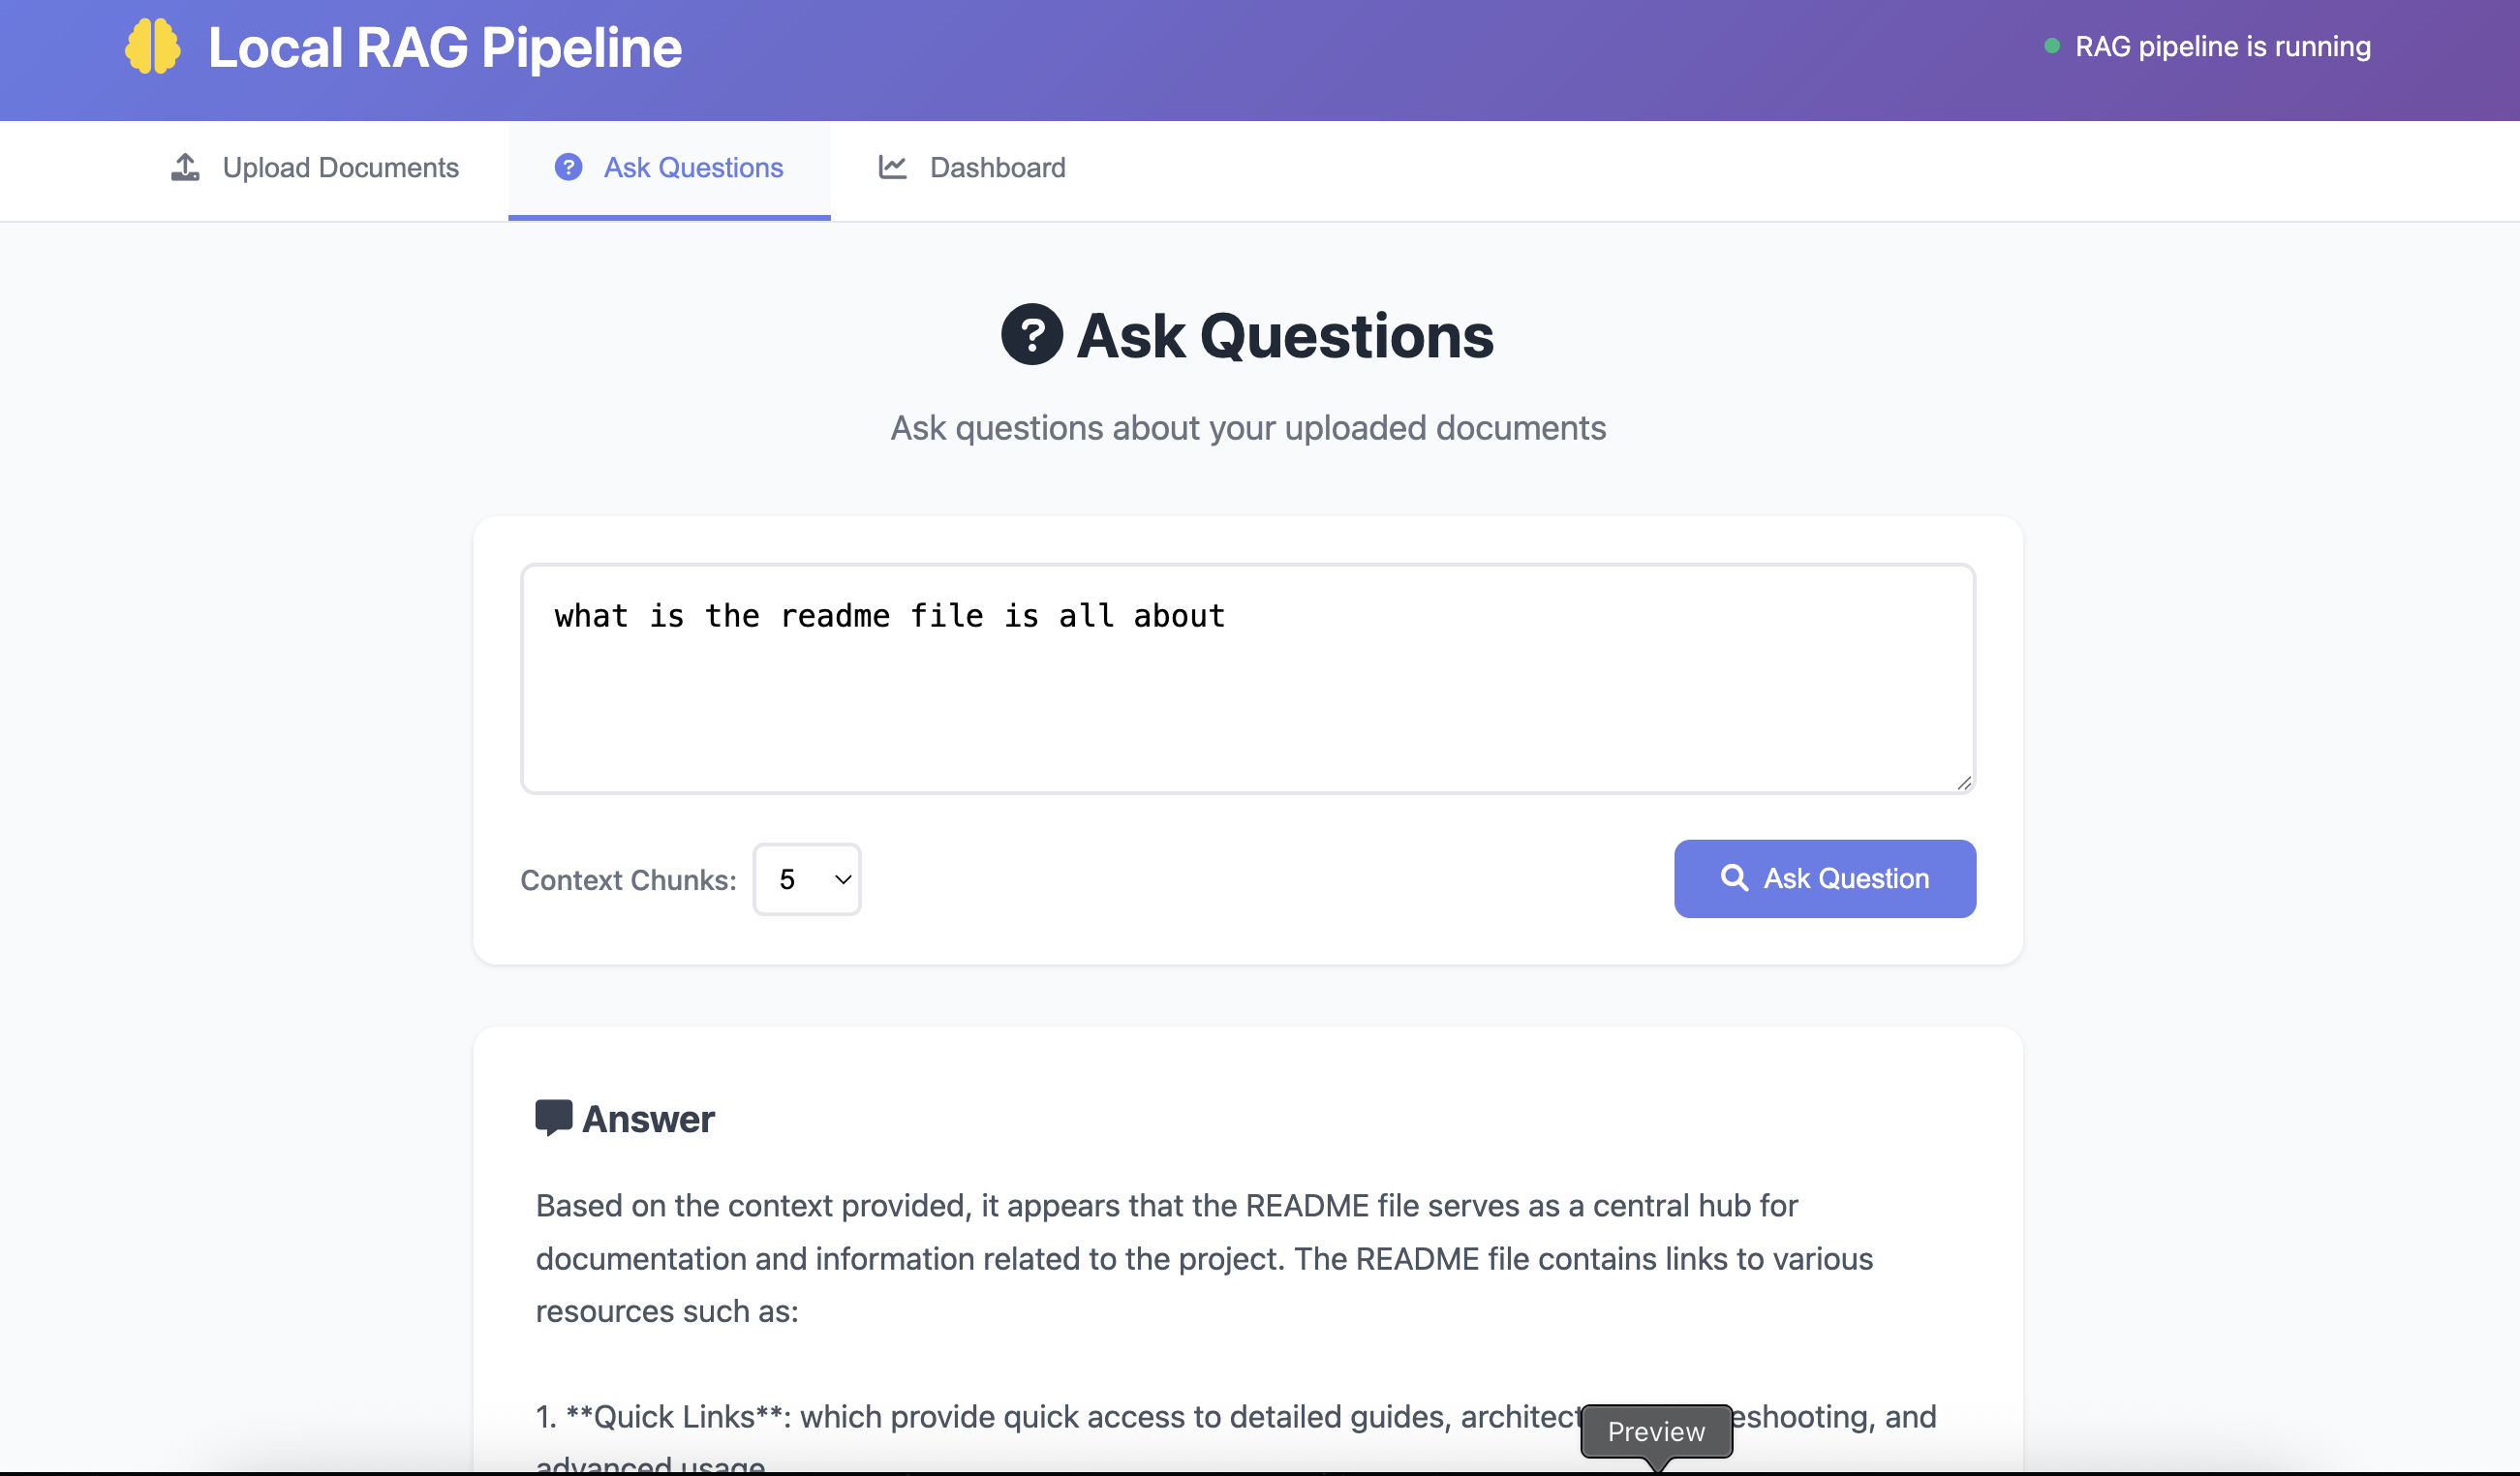 Local RAG Pipeline
RAG pipeline is running
Upload Documents
Ask Questions
Dashboard
Ask Questions
Ask questions about your uploaded documents
what is the readme file is all about
Context Chunks:
5
Ask Question
Answer
Based on the context provided, it appears that the README file serves as a central hub for
documentation and information related to the project. The README file contains links to various
resources such as:
1. **Quick Links**: which provide quick access to detailed guides, architect eshooting, and
Preview
advanced usage